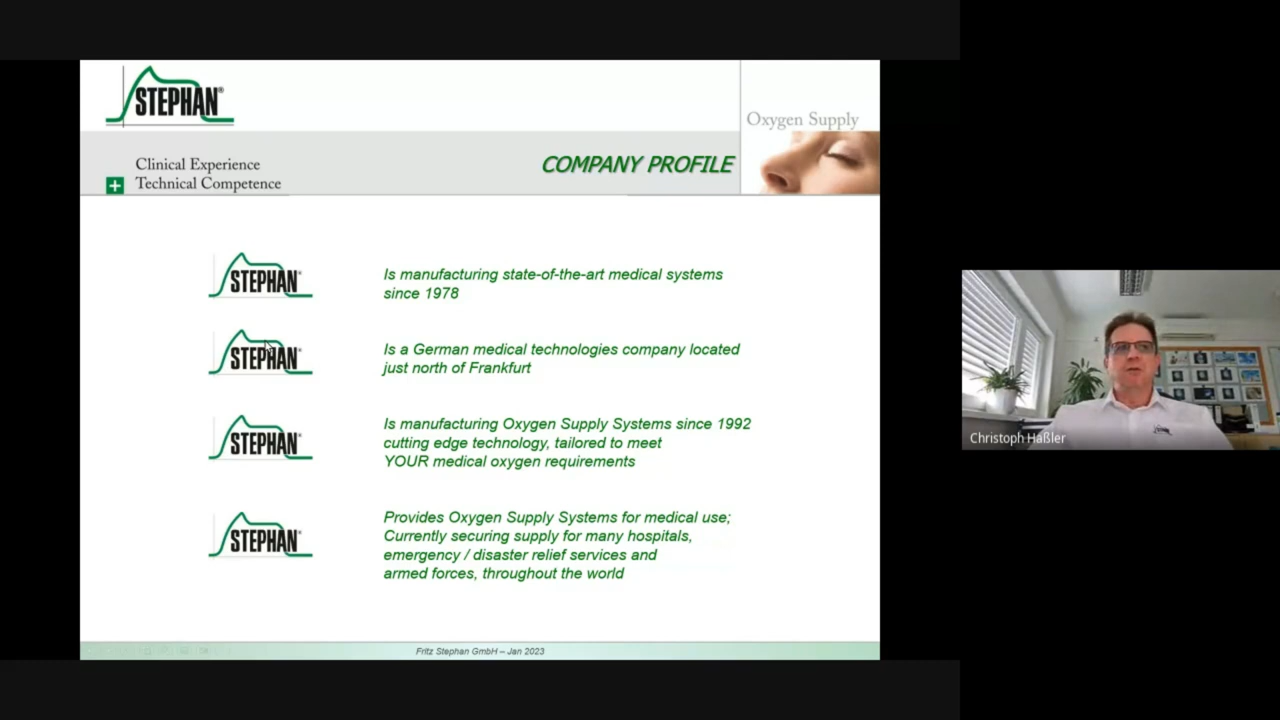 STEPHAN®
Oxygen Supply
Clinical Experience
Technical Competence
COMPANY PROFILE
STEPHAN®
Is manufacturing state-of-the-art medical systems
since 1978
STEPHAN®
Is a German medical technologies company located
just north of Frankfurt
STEPHAN®
Is manufacturing Oxygen Supply Systems since 1992
cutting edge technology, tailored to meet
YOUR medical oxygen requirements
STEPHAN®
Provides Oxygen Supply Systems for medical use;
Currently securing supply for many hospitals,
emergency / disaster relief services and
armed forces, throughout the world
Fritz Stephan GmbH – Jan 2023
Christoph Haßler